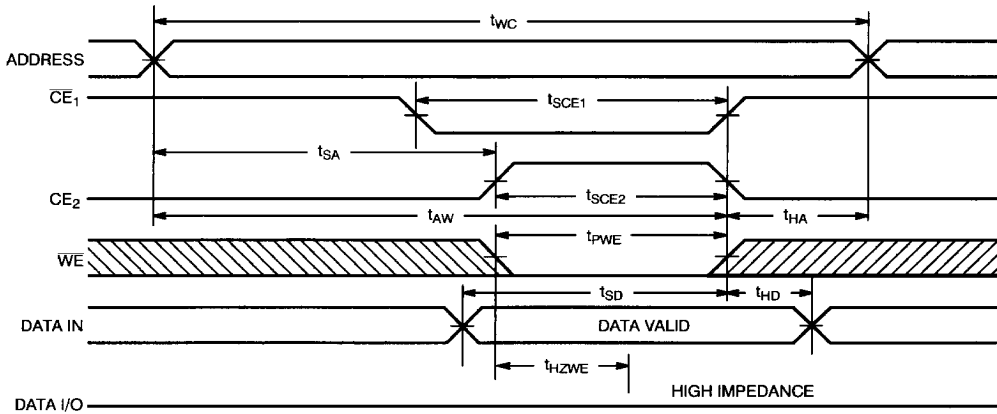 tWC
ADDRESS
CE1
tSCE1
tSA
CE2
tSCE2
tAW
tHA
WE
tPWE
tSD
tHD
DATA IN
DATA VALID
tHZWE
HIGH IMPEDANCE
DATA I/O